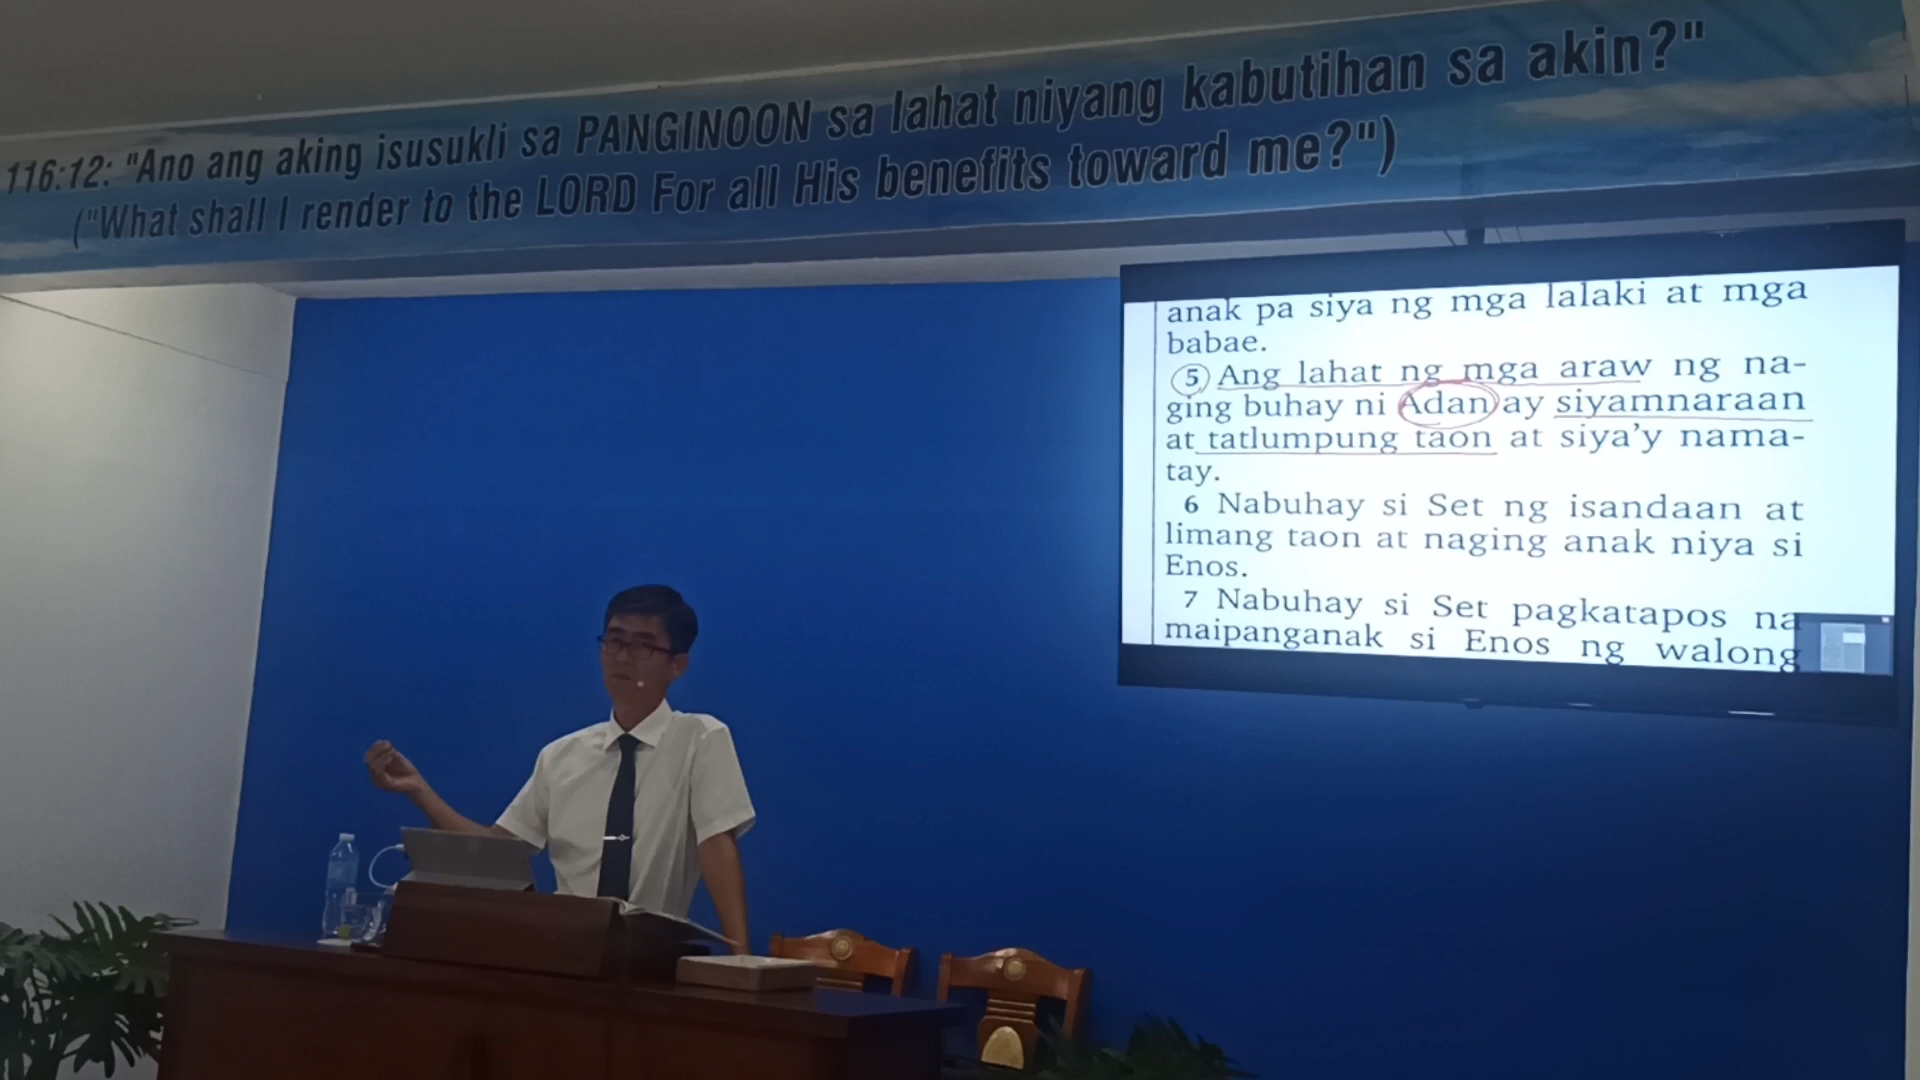 116:12: "Ano ang aking isusukli sa PANGINOON sa lahat niyang kabutihan sa akin?"
("What shall I render to the LORD For all His benefits toward me?")
anak pa siya ng mga lalaki at mga
babae.
5 Ang lahat ng mga araw ng na-
ging buhay ni Adan ay siyamnaraan
at tatlumpung taon at siya'y nama-
tay.
6 Nabuhay si Set ng isandaan at
limang taon at naging anak niya si
Enos.
7 Nabuhay si Set pagkatapos na
maipanganak si Enos ng walong